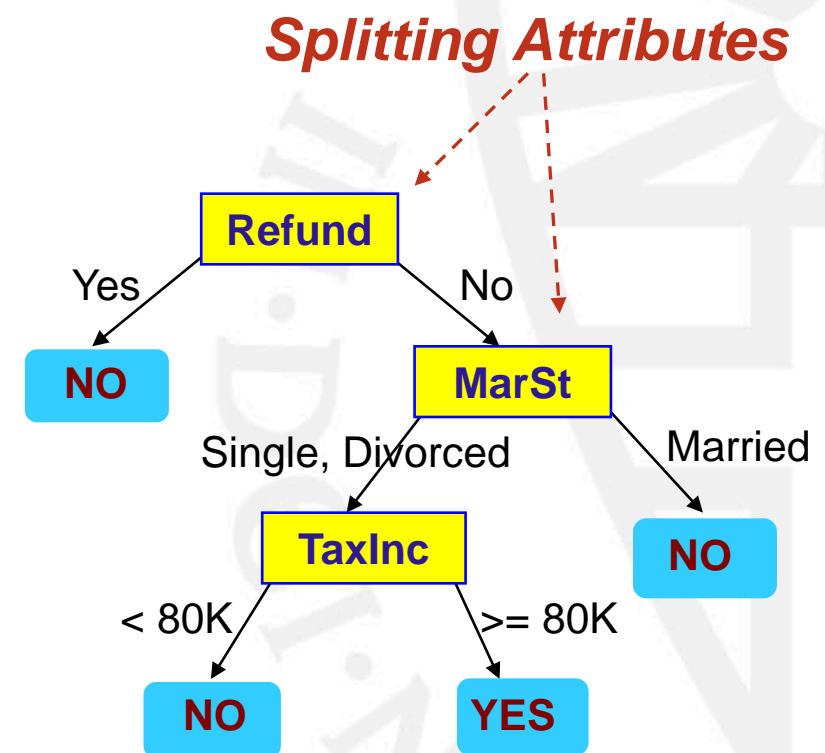 Splitting Attributes
Refund
Yes
No
NO
MarSt
Single, Divorced
Married
TaxInc
NO
< 80K
>= 80K
NO
YES